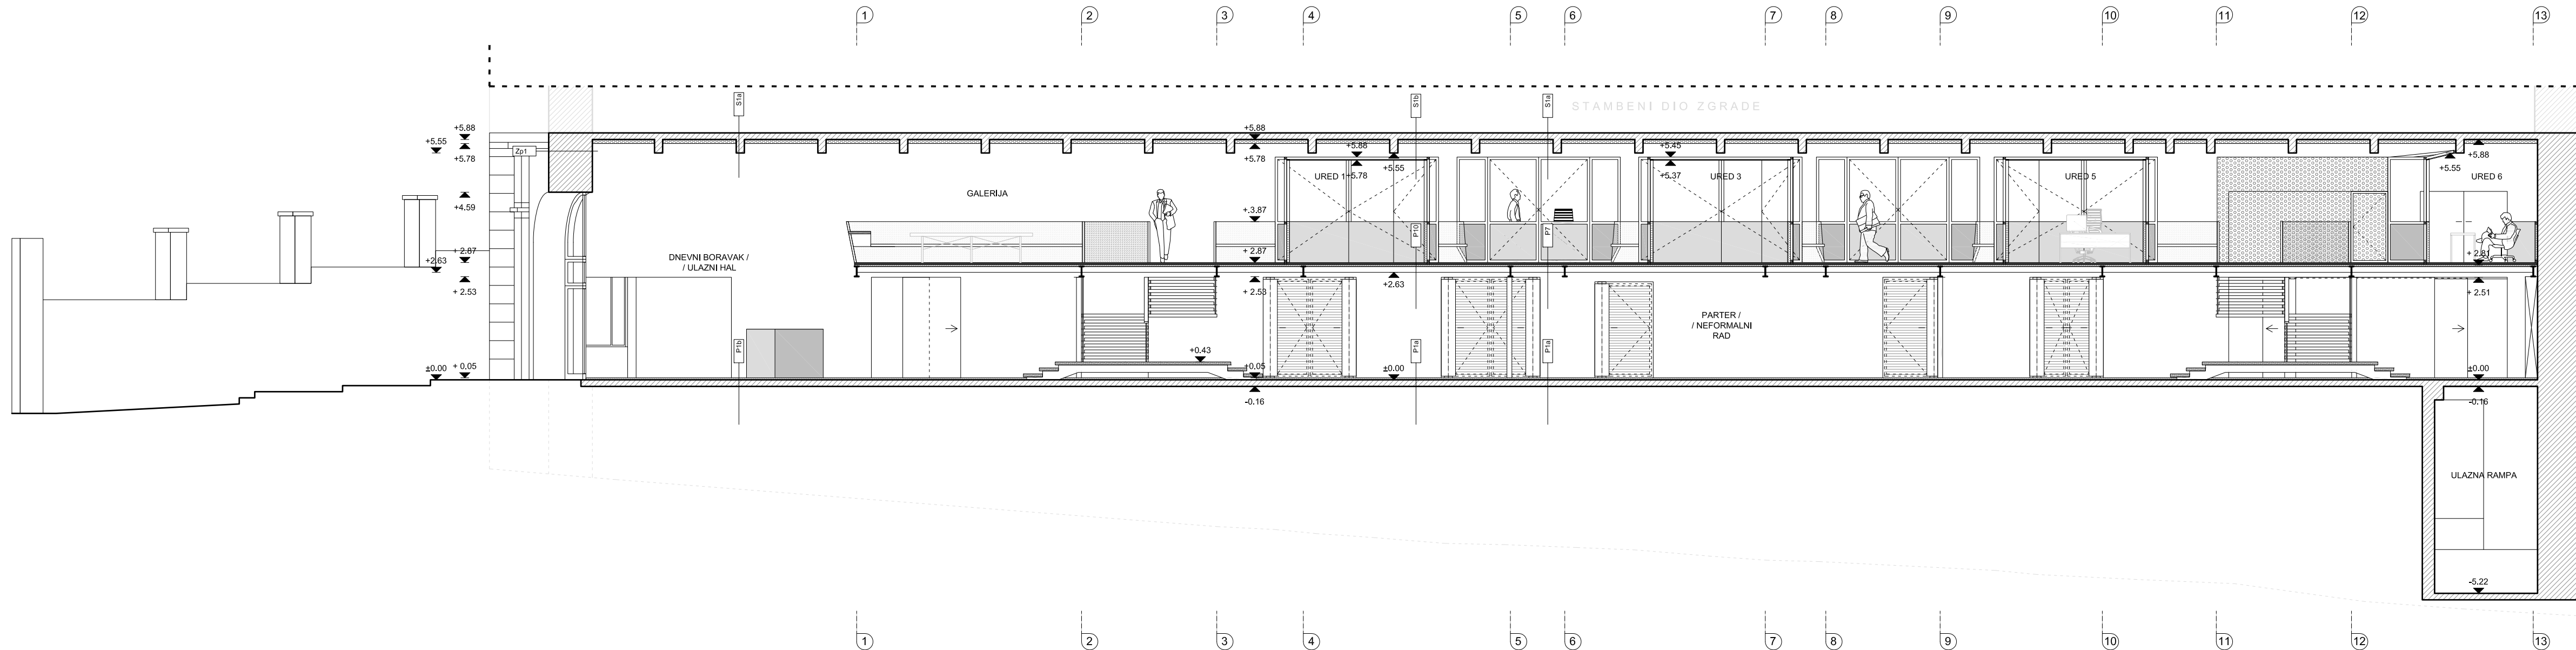 1 2 3 4 5 6 7 8 9 10 11 12 13
S1a S1b S1a
STAMBENI DIO ZGRADE
+5.88 +5.88
+5.55 Zp1 +5.88 +5.45 +5.88
+5.78 +5.78 +5.78 +5.55 +5.37 +5.55
URED 1 URED 3 URED 5 URED 6
GALERIJA
+4.59 +.3.87
P10 P7
+ 2.87 + 2.87 + 2.87
+2.63
DNEVNI BORAVAK /
/ ULAZNI HAL
+ 2.53 + 2.53 +2.63 + 2.51
PARTER /
/ NEFORMALNI
RAD
P1b P1a P1a
+0.43
±0.00 + 0,05 +0.05 ±0.00 ±0.00
-0.16 -0.16
ULAZNA RAMPA
-5.22
1 2 3 4 5 6 7 8 9 10 11 12 13